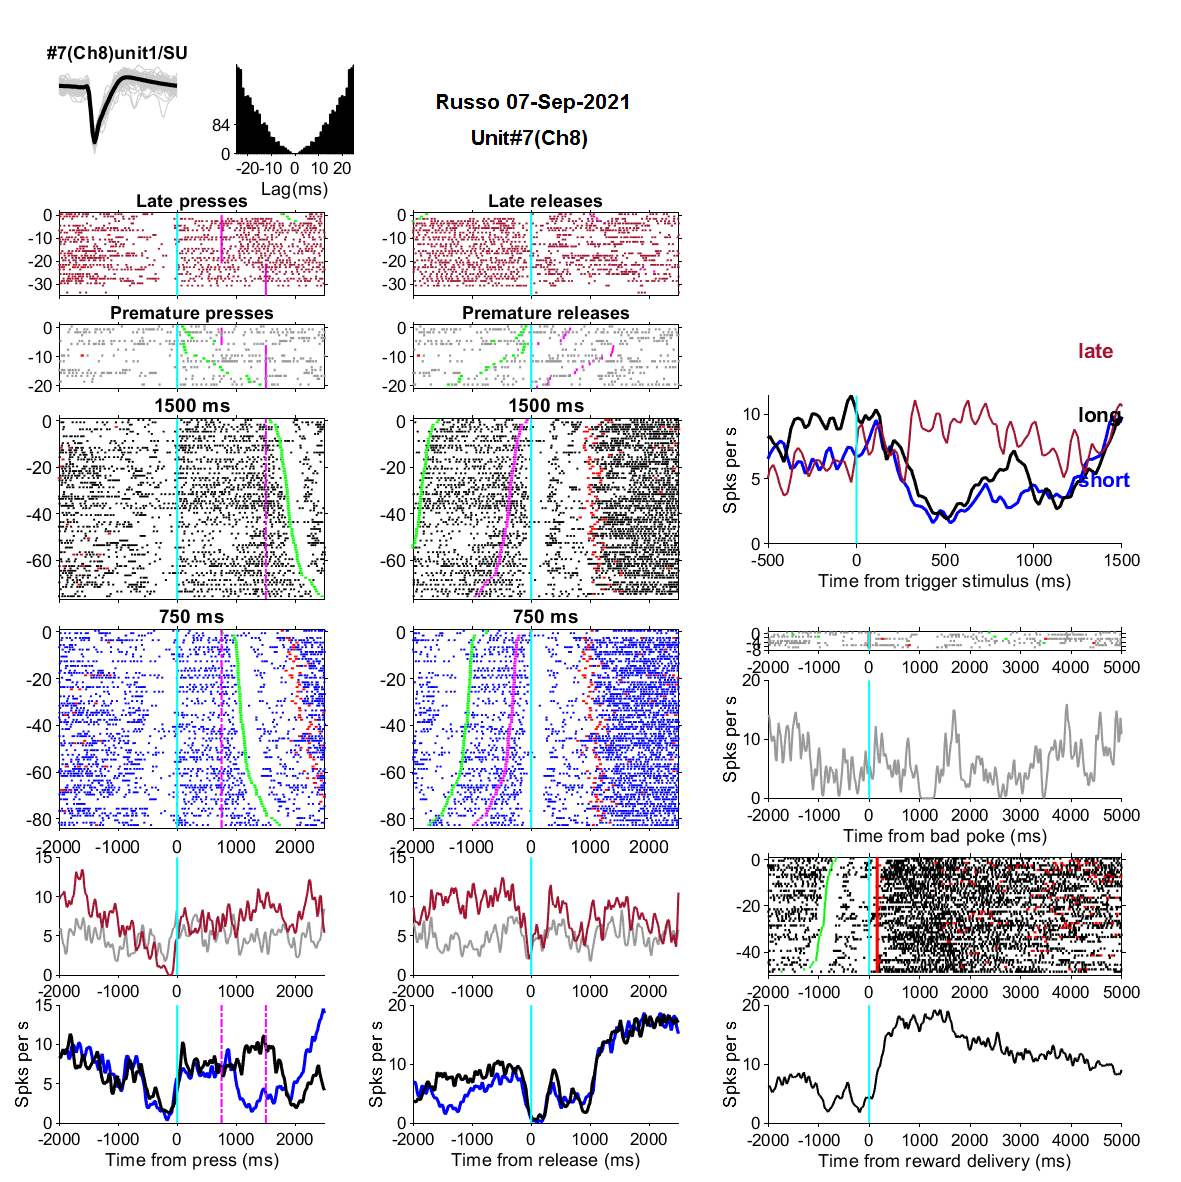 #7(Ch8)unit1/SU
84
0
-20 -10 0 10 20
Lag(ms)
Russo 07-Sep-2021
Unit#7(Ch8)
Late presses
0
-10
-20
-30
Late releases
0
-10
-20
-30
Premature presses
0
-10
-20
Premature releases
0
-10
-20
1500 ms
0
-20
-40
-60
1500 ms
0
-20
-40
-60
750 ms
0
-20
-40
-60
-80
-2000 -1000 0 1000 2000
750 ms
0
-20
-40
-60
-80
-2000 -1000 0 1000 2000
15
10
5
0
-2000 -1000 0 1000 2000
15
10
5
0
-2000 -1000 0 1000 2000
Spks per s
15
10
5
0
-2000 -1000 0 1000 2000
Time from press (ms)
Spks per s
20
10
0
-2000 -1000 0 1000 2000
Time from release (ms)
late
long
short
Spks per s
10
5
0
-500 0 500 1000 1500
Time from trigger stimulus (ms)
0
-2000 -1000 0 1000 2000 3000 4000 5000
Spks per s
20
10
0
-2000 -1000 0 1000 2000 3000 4000 5000
Time from bad poke (ms)
0
-20
-40
-2000 -1000 0 1000 2000 3000 4000 5000
Spks per s
20
10
0
-2000 -1000 0 1000 2000 3000 4000 5000
Time from reward delivery (ms)